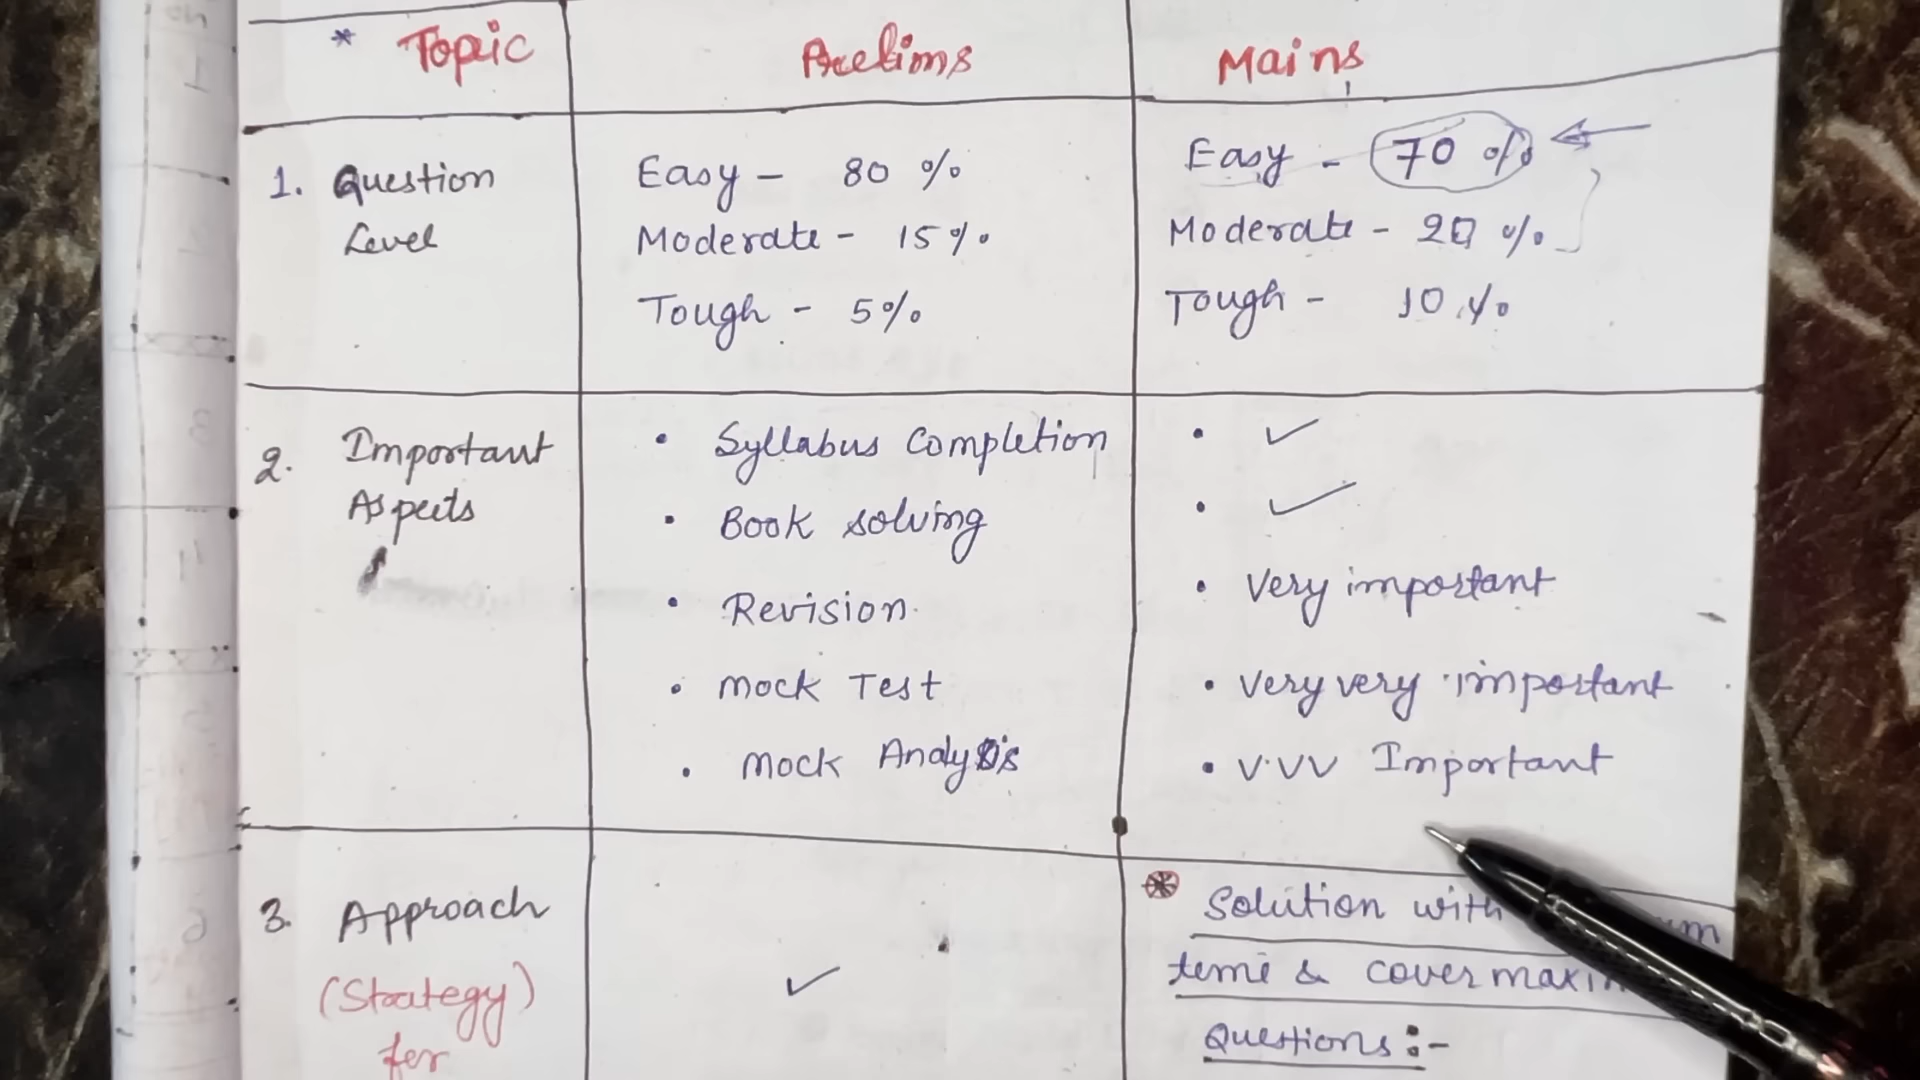 * Topic Prelims Mains
1. Question Level
Easy - 80 %
Moderate - 15%
Tough - 5%
Easy - 70 %
Moderate - 20 %
Tough - 10 %
2. Important Aspects
• Syllabus Completion
• Book solving
• Revision
• Mock Test
• Mock Analysis
• ✓
• ✓
• Very important
• Very very important
• V.VV Important
3. Approach
(Strategy)
for
✓
Solution with
&  cover
Questions :-